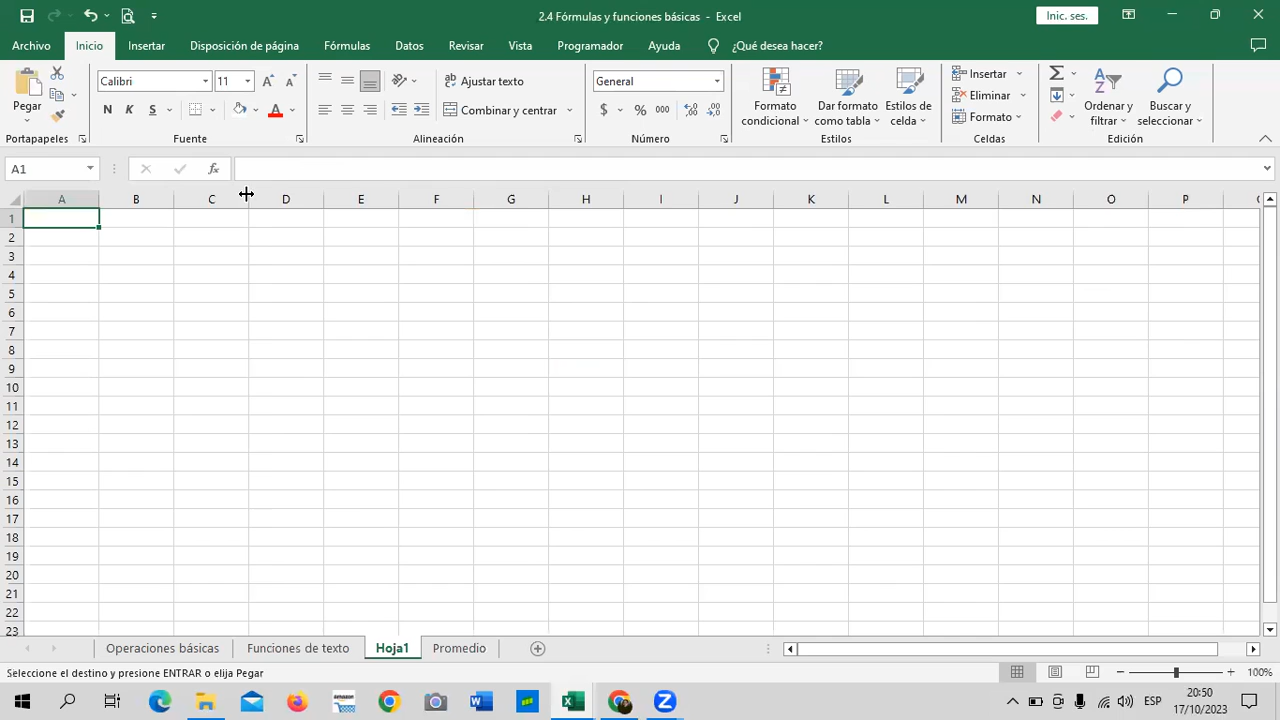 2.4 Fórmulas y funciones básicas - Excel
Inic. ses.
Archivo Inicio Insertar Disposición de página Fórmulas Datos Revisar Vista Programador Ayuda ¿Qué desea hacer?
Pegar
Portapapeles
Calibri 11
N K S
Fuente
Ajustar texto
Combinar y centrar
Alineación
General
$ % 000
Número
Formato condicional
Dar formato como tabla
Estilos de celda
Estilos
Insertar
Eliminar
Formato
Celdas
Ordenar y filtrar
Buscar y seleccionar
Edición
A1 fx
A B C D E F G H I J K L M N O P
1
2
3
4
5
6
7
8
9
10
11
12
13
14
15
16
17
18
19
20
21
22
23
Operaciones básicas Funciones de texto Hoja1 Promedio
Seleccione el destino y presione ENTRAR o elija Pegar
100%
ESP
20:50
17/10/2023